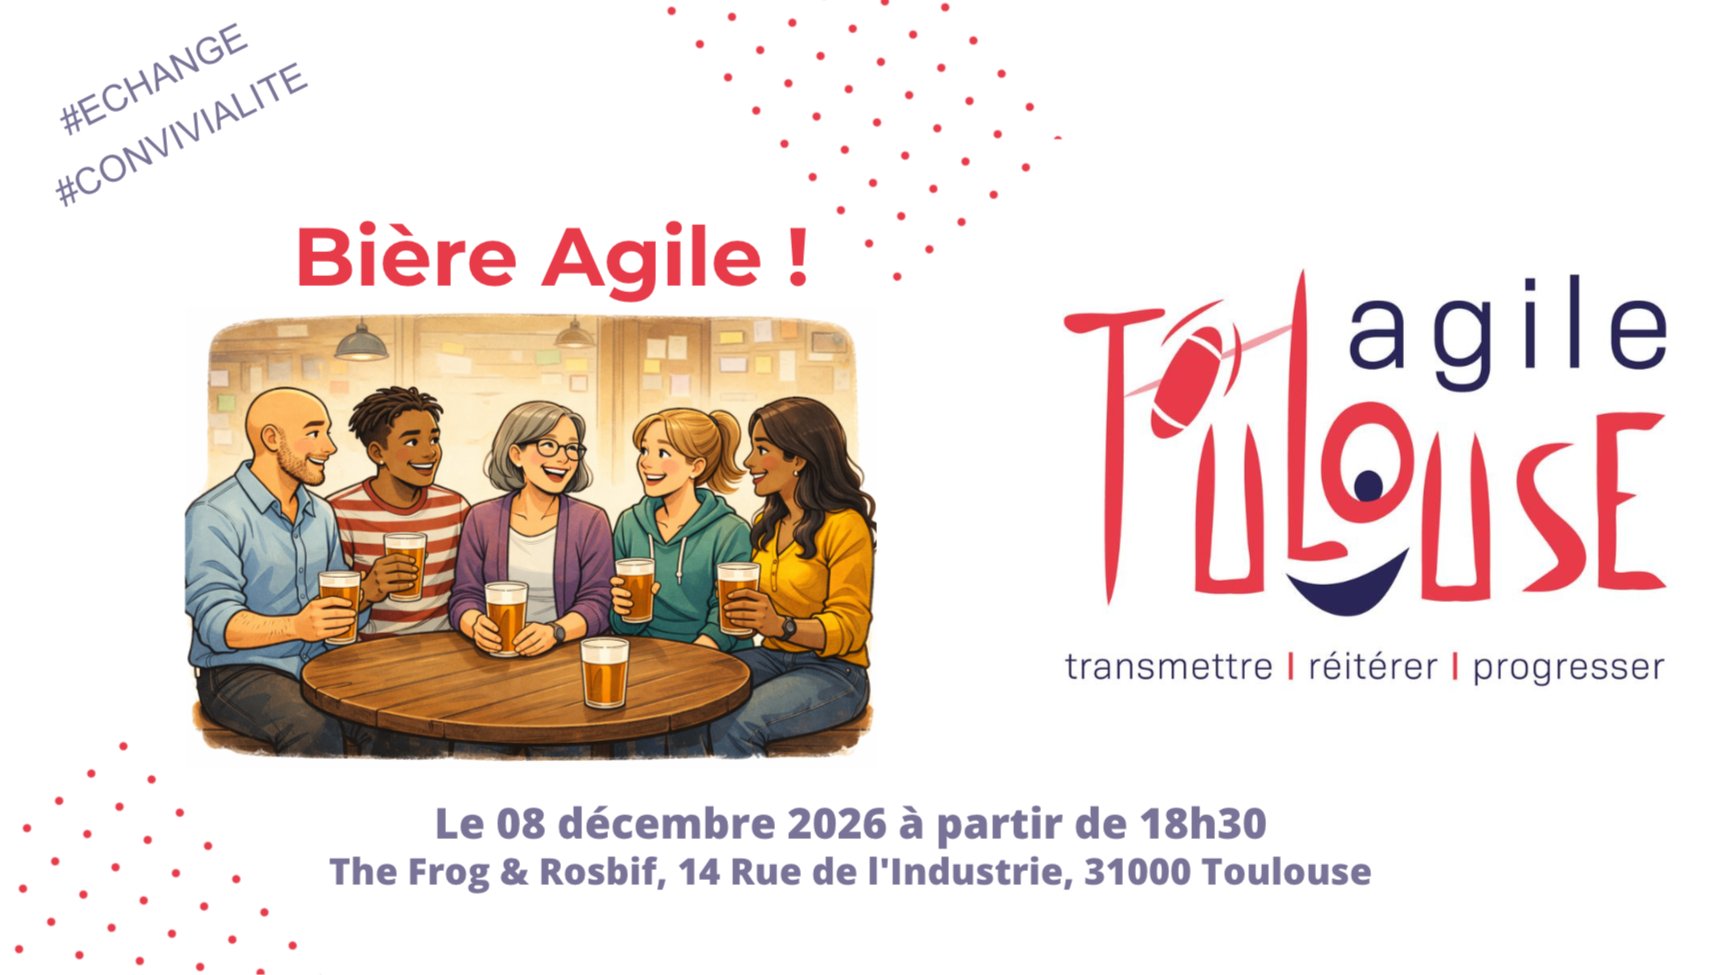 #ECHANGE
#CONVIVIALITE
Bière Agile !
agile
TOULOUSE
transmettre | réitérer | progresser
Le 08 décembre 2026 à partir de 18h30
The Frog & Rosbif, 14 Rue de l'Industrie, 31000 Toulouse